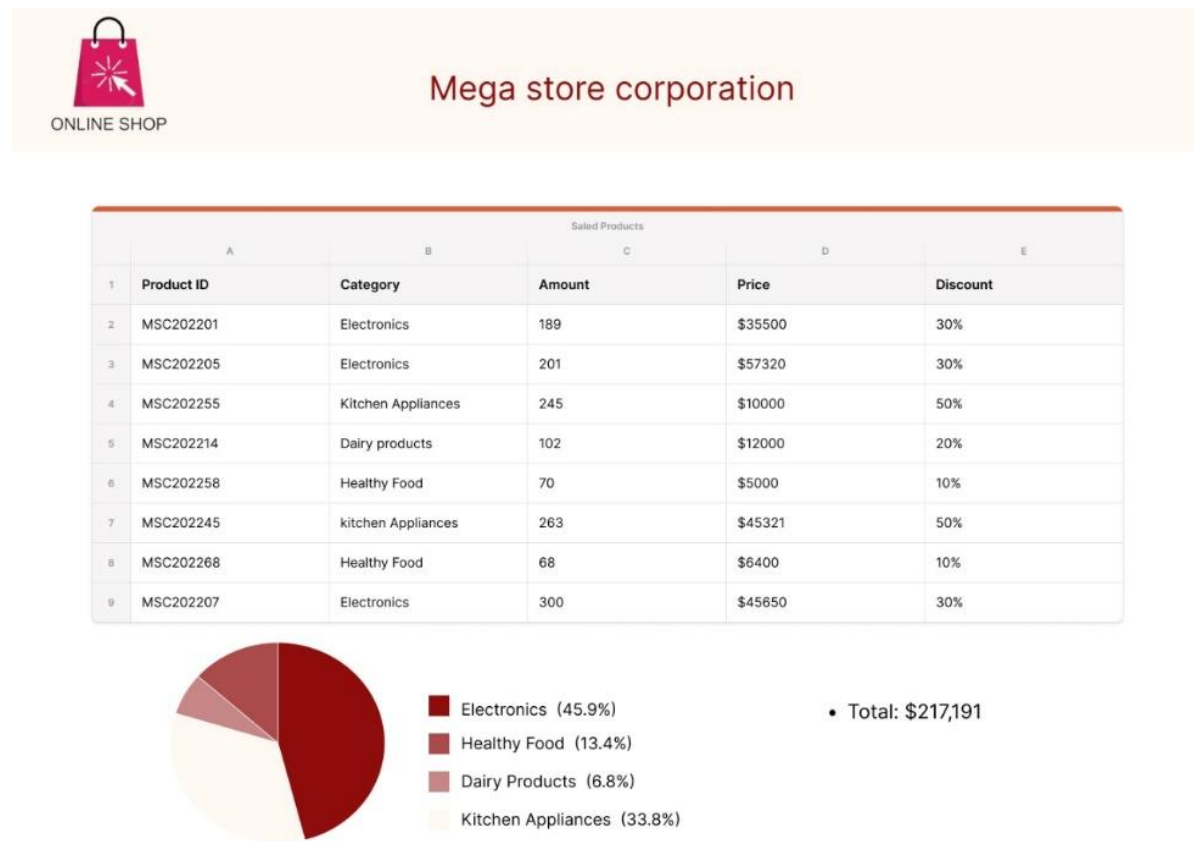 Mega store corporation
ONLINE SHOP
Saled Products
A B C D E
1 Product ID Category Amount Price Discount
2 MSC202201 Electronics 189 $35500 30%
3 MSC202205 Electronics 201 $57320 30%
4 MSC202255 Kitchen Appliances 245 $10000 50%
5 MSC202214 Dairy products 102 $12000 20%
6 MSC202258 Healthy Food 70 $5000 10%
7 MSC202245 kitchen Appliances 263 $45321 50%
8 MSC202268 Healthy Food 68 $6400 10%
9 MSC202207 Electronics 300 $45650 30%
Electronics (45.9%)
• Total: $217,191
Healthy Food (13.4%)
Dairy Products (6.8%)
Kitchen Appliances (33.8%)